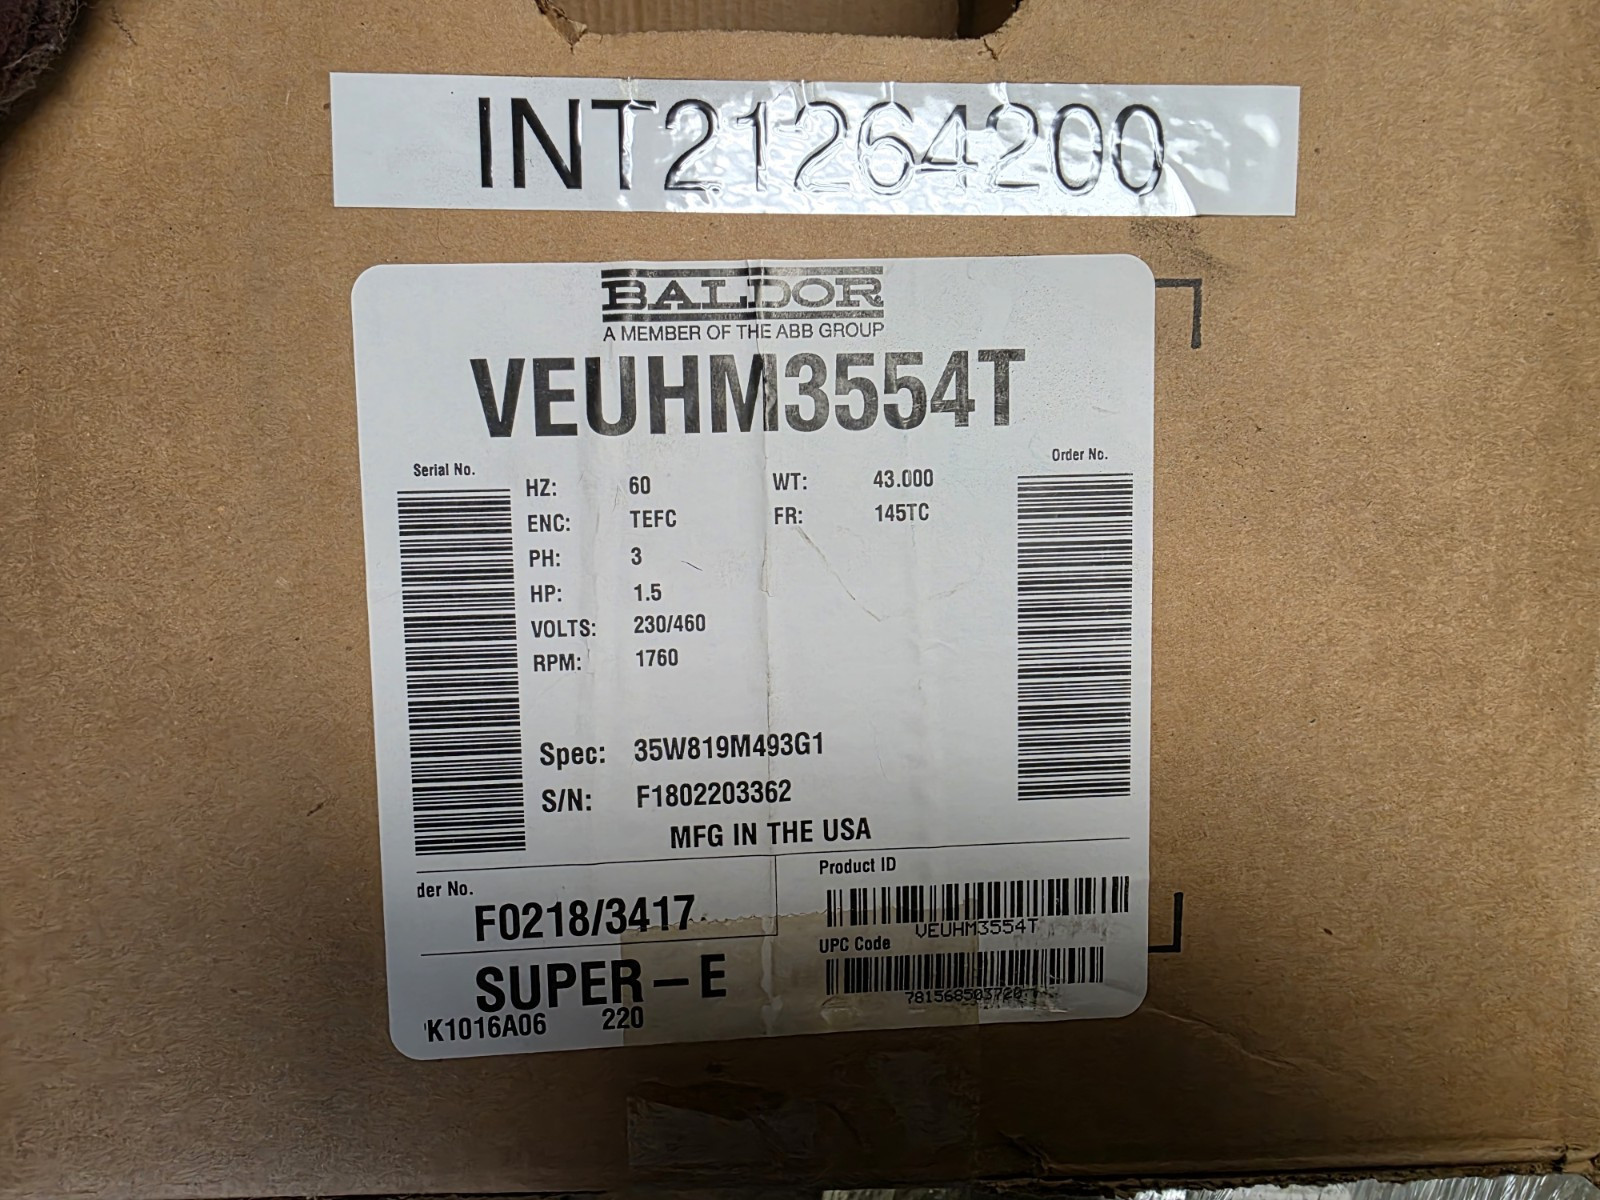 INT21264200
BALDOR
A MEMBER OF THE ABB GROUP
VEUHM3554T
Serial No.
Order No.
HZ: 60 WT: 43.000
ENC: TEFC FR: 145TC
PH: 3
HP: 1.5
VOLTS: 230/460
RPM: 1760
Spec: 35W819M493G1
S/N: F1802203362
MFG IN THE USA
der No.
F0218/3417
Product ID
VEUHM3554T
UPC Code
SUPER-E
K1016A06 220